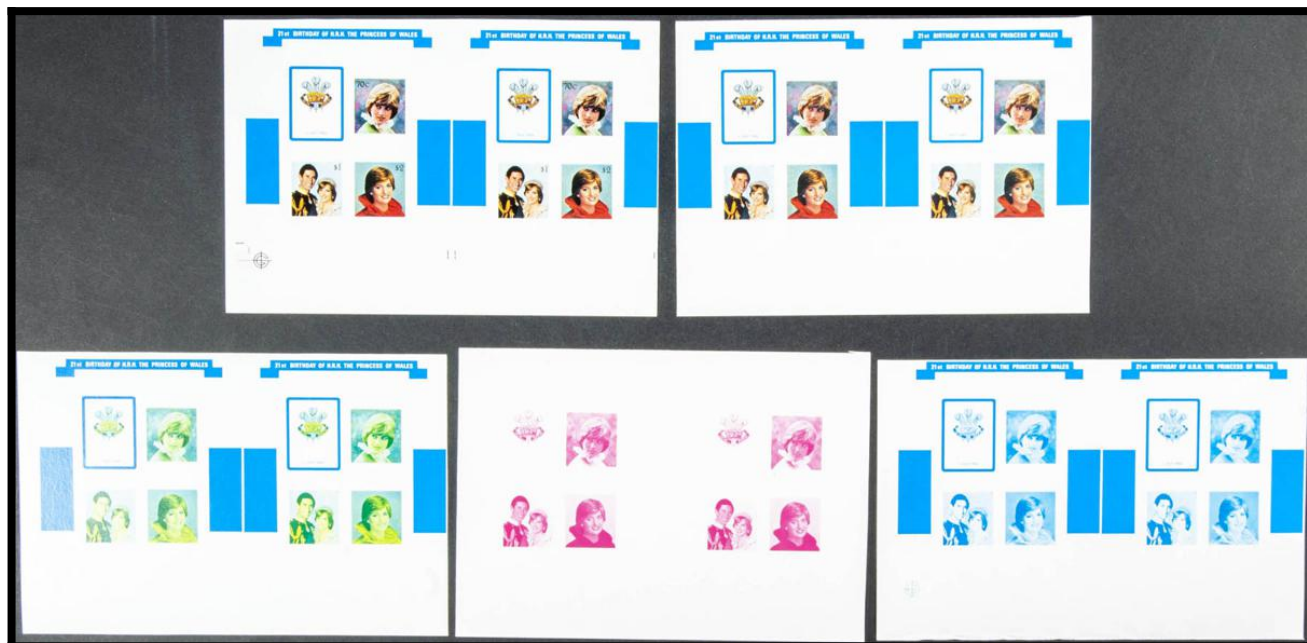 21st BIRTHDAY OF H.R.H. THE PRINCESS OF WALES
21st BIRTHDAY OF H.R.H. THE PRINCESS OF WALES
70c
70c
$1
$2
$1
$2
21st BIRTHDAY OF H.R.H. THE PRINCESS OF WALES
21st BIRTHDAY OF H.R.H. THE PRINCESS OF WALES
21st BIRTHDAY OF H.R.H. THE PRINCESS OF WALES
21st BIRTHDAY OF H.R.H. THE PRINCESS OF WALES
21st BIRTHDAY OF H.R.H. THE PRINCESS OF WALES
21st BIRTHDAY OF H.R.H. THE PRINCESS OF WALES